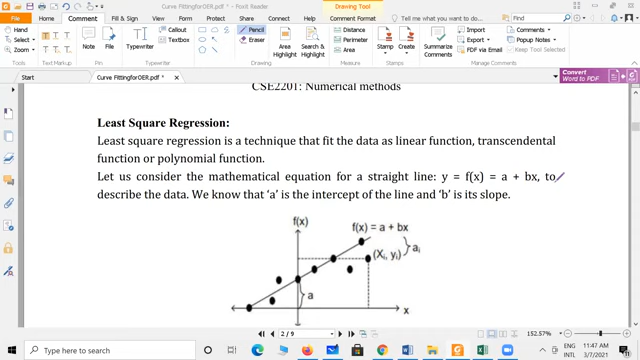 Curve FittingforOER.pdf * - Foxit Reader
Drawing Tool
File Home Comment View Form Protect Share Help Comment Format Tell me what you want to do... Find
Hand Select Zoom
Tools
Text Markup
Note File
Pin
Typewriter
Callout
Textbox
Typewriter
Pencil
Eraser
Area Highlight
Search & Highlight
Distance
Perimeter
Area
Measure
Stamp
Create
Stamps
Summarize Comments
Import
Export
FDF via Email
Comments
Popup Notes
Keep Tool Selected
Start Curve FittingforOER.pdf *
Convert Word to PDF
CSE2201: Numerical methods
Least Square Regression:
Least square regression is a technique that fit the data as linear function, transcendental
function or polynomial function.
Let us consider the mathematical equation for a straight line: y = f(x) = a + bx, to
describe the data. We know that ‘a’ is the intercept of the line and ‘b’ is its slope.
f(x)
f(x) = a + bx
(Xi, yi)
ai
a
x
2 / 9
152.57%
Type here to search
ENG
INTL
11:47 AM
3/7/2021